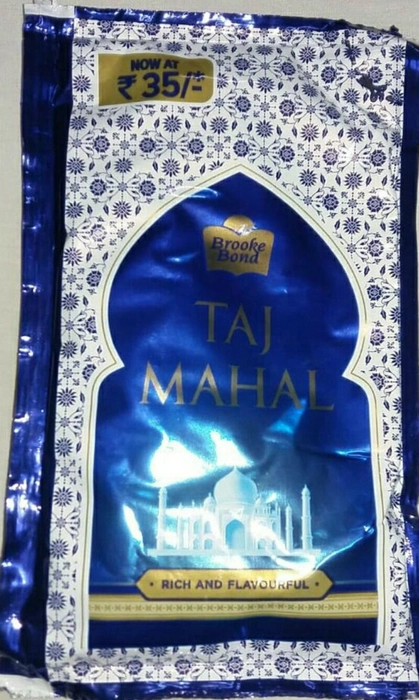 NOW AT
₹ 35/-*
Brooke
Bond
TAJ
MAHAL
• RICH AND FLAVOURFUL •